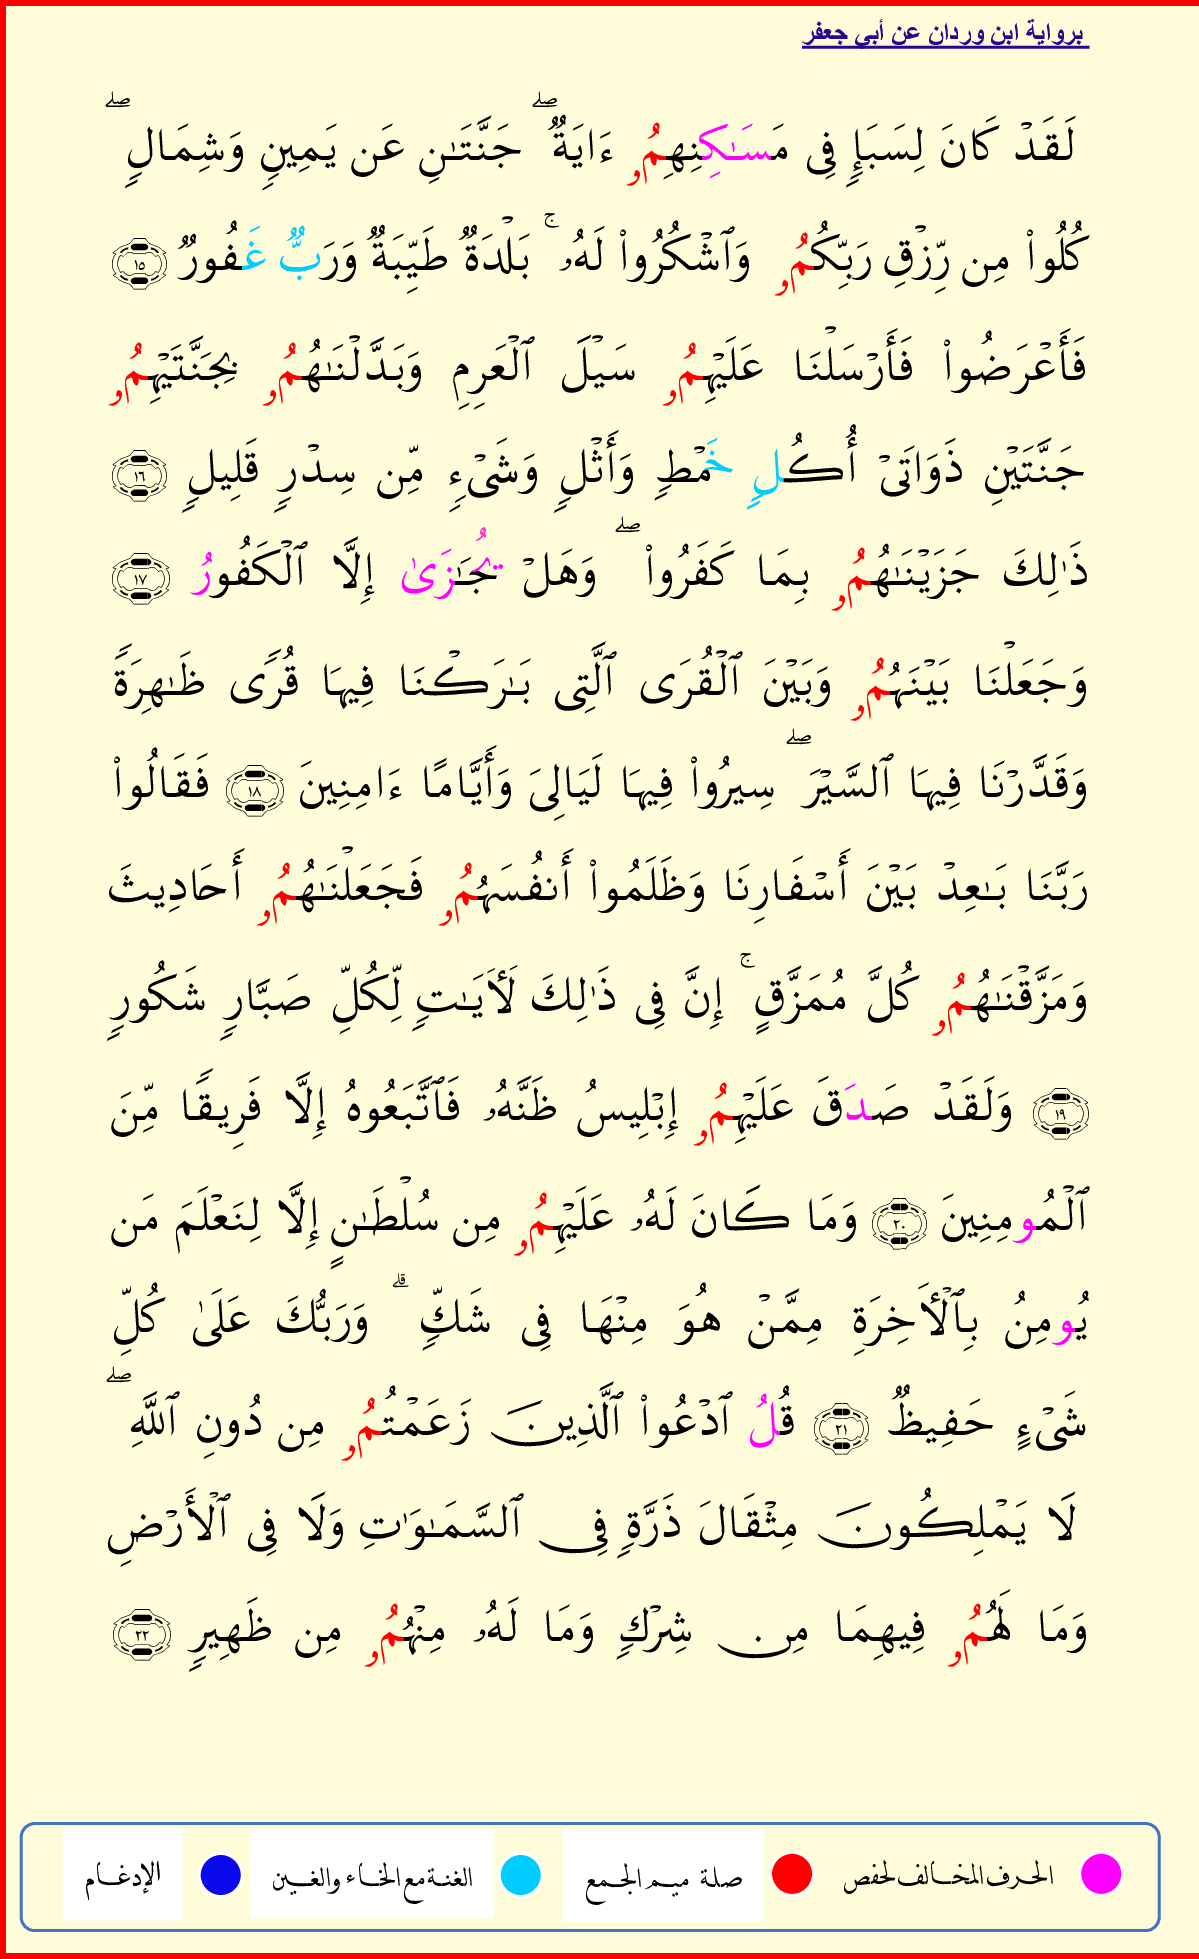 برواية ابن وردان عن أبي جعفر
لَقَدْ كَانَ لِسَبَإٍ فِى مَسَـٰكِنِهِمُۥ ءَايَةٌ ۖ جَنَّتَـٰنِ عَن يَمِينٍ وَشِمَالٍ ۖ
كُلُوا۟ مِن رِّزْقِ رَبِّكُمُۥ وَٱشْكُرُوا۟ لَهُۥ ۚ بَلْدَةٌ طَيِّبَةٌ وَرَبٌّ غَفُورٌ ١٥
فَأَعْرَضُوا۟ فَأَرْسَلْنَا عَلَيْهِمُۥ سَيْلَ ٱلْعَرِمِ وَبَدَّلْنَـٰهُمُۥ بِجَنَّتَيْهِمُۥ
جَنَّتَيْنِ ذَوَاتَىْ أُكُلٍ خَمْطٍ وَأَثْلٍ وَشَىْءٍ مِّن سِدْرٍ قَلِيلٍ ١٦
ذَٰلِكَ جَزَيْنَـٰهُمُۥ بِمَا كَفَرُوا۟ ۖ وَهَلْ يُجَـٰزَىٰ إِلَّا ٱلْكَفُورُ ١٧
وَجَعَلْنَا بَيْنَهُمُۥ وَبَيْنَ ٱلْقُرَى ٱلَّتِى بَـٰرَكْنَا فِيهَا قُرًى ظَـٰهِرَةً
وَقَدَّرْنَا فِيهَا ٱلسَّيْرَ ۖ سِيرُوا۟ فِيهَا لَيَالِىَ وَأَيَّامًا ءَامِنِينَ ١٨ فَقَالُوا۟
رَبَّنَا بَـٰعِدْ بَيْنَ أَسْفَارِنَا وَظَلَمُوا۟ أَنفُسَهُمُۥ فَجَعَلْنَـٰهُمُۥ أَحَادِيثَ
وَمَزَّقْنَـٰهُمُۥ كُلَّ مُمَزَّقٍ ۚ إِنَّ فِى ذَٰلِكَ لَـَٔايَـٰتٍ لِّكُلِّ صَبَّارٍ شَكُورٍ
١٩ وَلَقَدْ صَدَقَ عَلَيْهِمُۥ إِبْلِيسُ ظَنَّهُۥ فَٱتَّبَعُوهُ إِلَّا فَرِيقًا مِّنَ
ٱلْمُومِنِينَ ٢٠ وَمَا كَانَ لَهُۥ عَلَيْهِمُۥ مِن سُلْطَـٰنٍ إِلَّا لِنَعْلَمَ مَن
يُومِنُ بِٱلْـَٔاخِرَةِ مِمَّنْ هُوَ مِنْهَا فِى شَكٍّ ۗ وَرَبُّكَ عَلَىٰ كُلِّ
شَىْءٍ حَفِيظٌ ٢١ قُلُ ٱدْعُوا۟ ٱلَّذِينَ زَعَمْتُمُۥ مِن دُونِ ٱللَّهِ ۖ
لَا يَمْلِكُونَ مِثْقَالَ ذَرَّةٍ فِى ٱلسَّمَـٰوَٰتِ وَلَا فِى ٱلْأَرْضِ
وَمَا لَهُمُۥ فِيهِمَا مِن شِرْكٍ وَمَا لَهُۥ مِنْهُمُۥ مِن ظَهِيرٍ ٢٢
الحرف المخالف لحفص صلة ميم الجمع الغنة مع الخاء والغين الإدغام